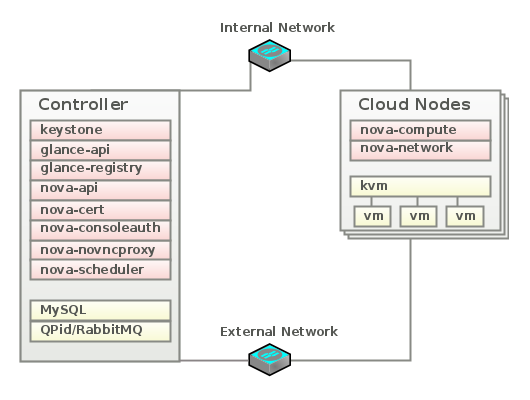 Internal Network
Controller
keystone
glance-api
glance-registry
nova-api
nova-cert
nova-consoleauth
nova-novncproxy
nova-scheduler
MySQL
QPid/RabbitMQ
Cloud Nodes
nova-compute
nova-network
kvm
vm vm vm
External Network